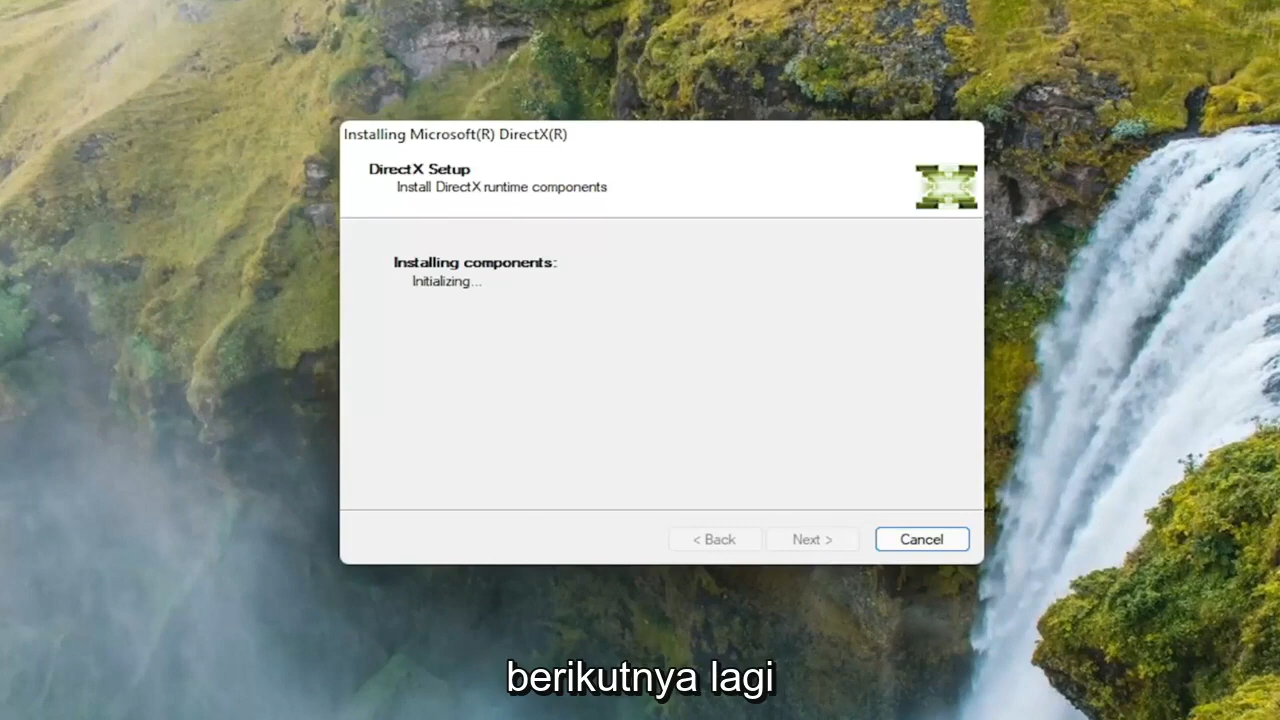 Installing Microsoft(R) DirectX(R)
DirectX Setup
Install DirectX runtime components
Installing components:
Initializing...
< Back
Next >
Cancel
berikutnya lagi